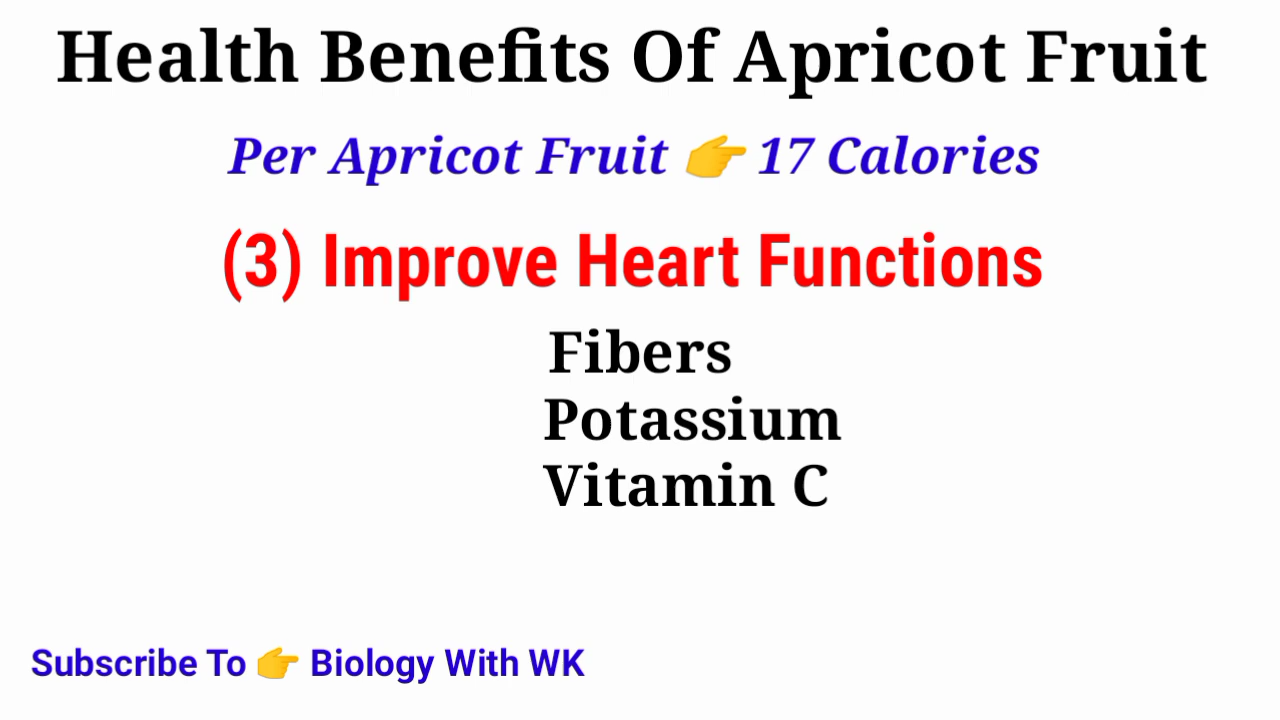 Health Benefits Of Apricot Fruit
Per Apricot Fruit 👉 17 Calories
(3) Improve Heart Functions
Fibers
Potassium
Vitamin C
Subscribe To 👉 Biology With WK